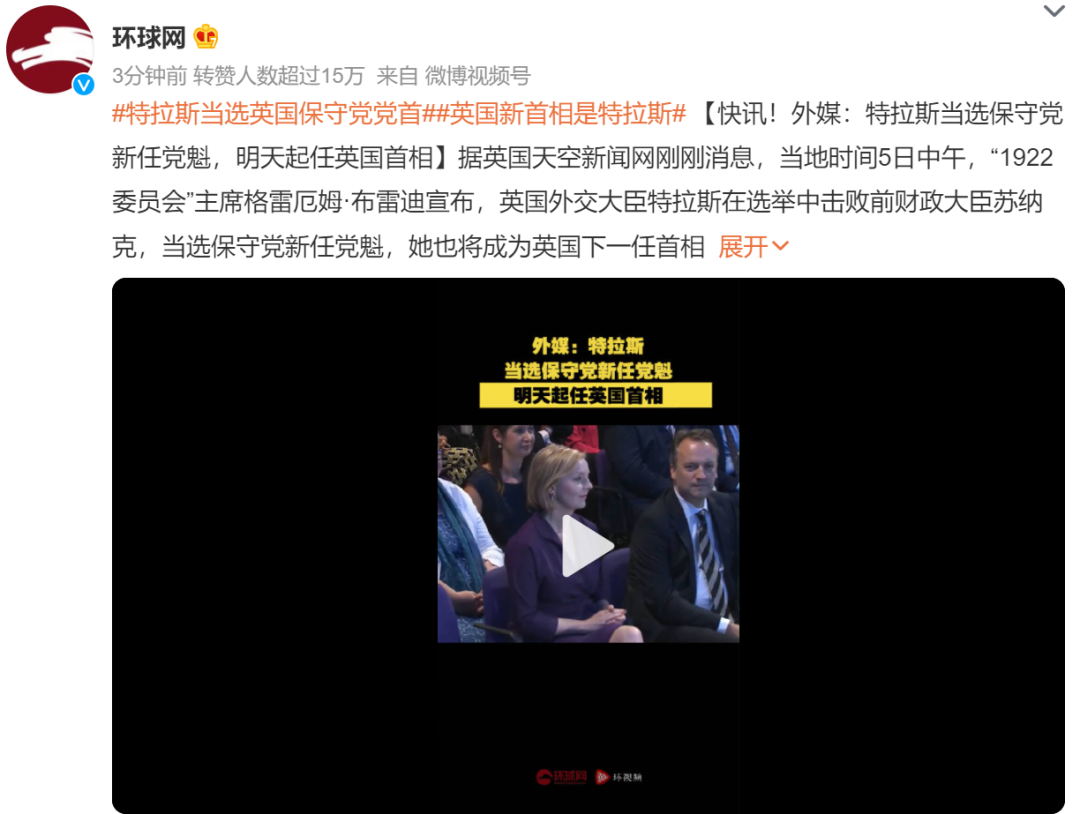 环球网
3分钟前 转赞人数超过15万 来自 微博视频号
#特拉斯当选英国保守党党首##英国新首相是特拉斯# 【快讯！外媒：特拉斯当选保守党
新任党魁，明天起任英国首相】据英国天空新闻网刚刚消息，当地时间5日中午，“1922
委员会”主席格雷厄姆·布雷迪宣布，英国外交大臣特拉斯在选举中击败前财政大臣苏纳
克，当选保守党新任党魁，她也将成为英国下一任首相 展开
外媒：特拉斯
当选保守党新任党魁
明天起任英国首相
环球网 环视频